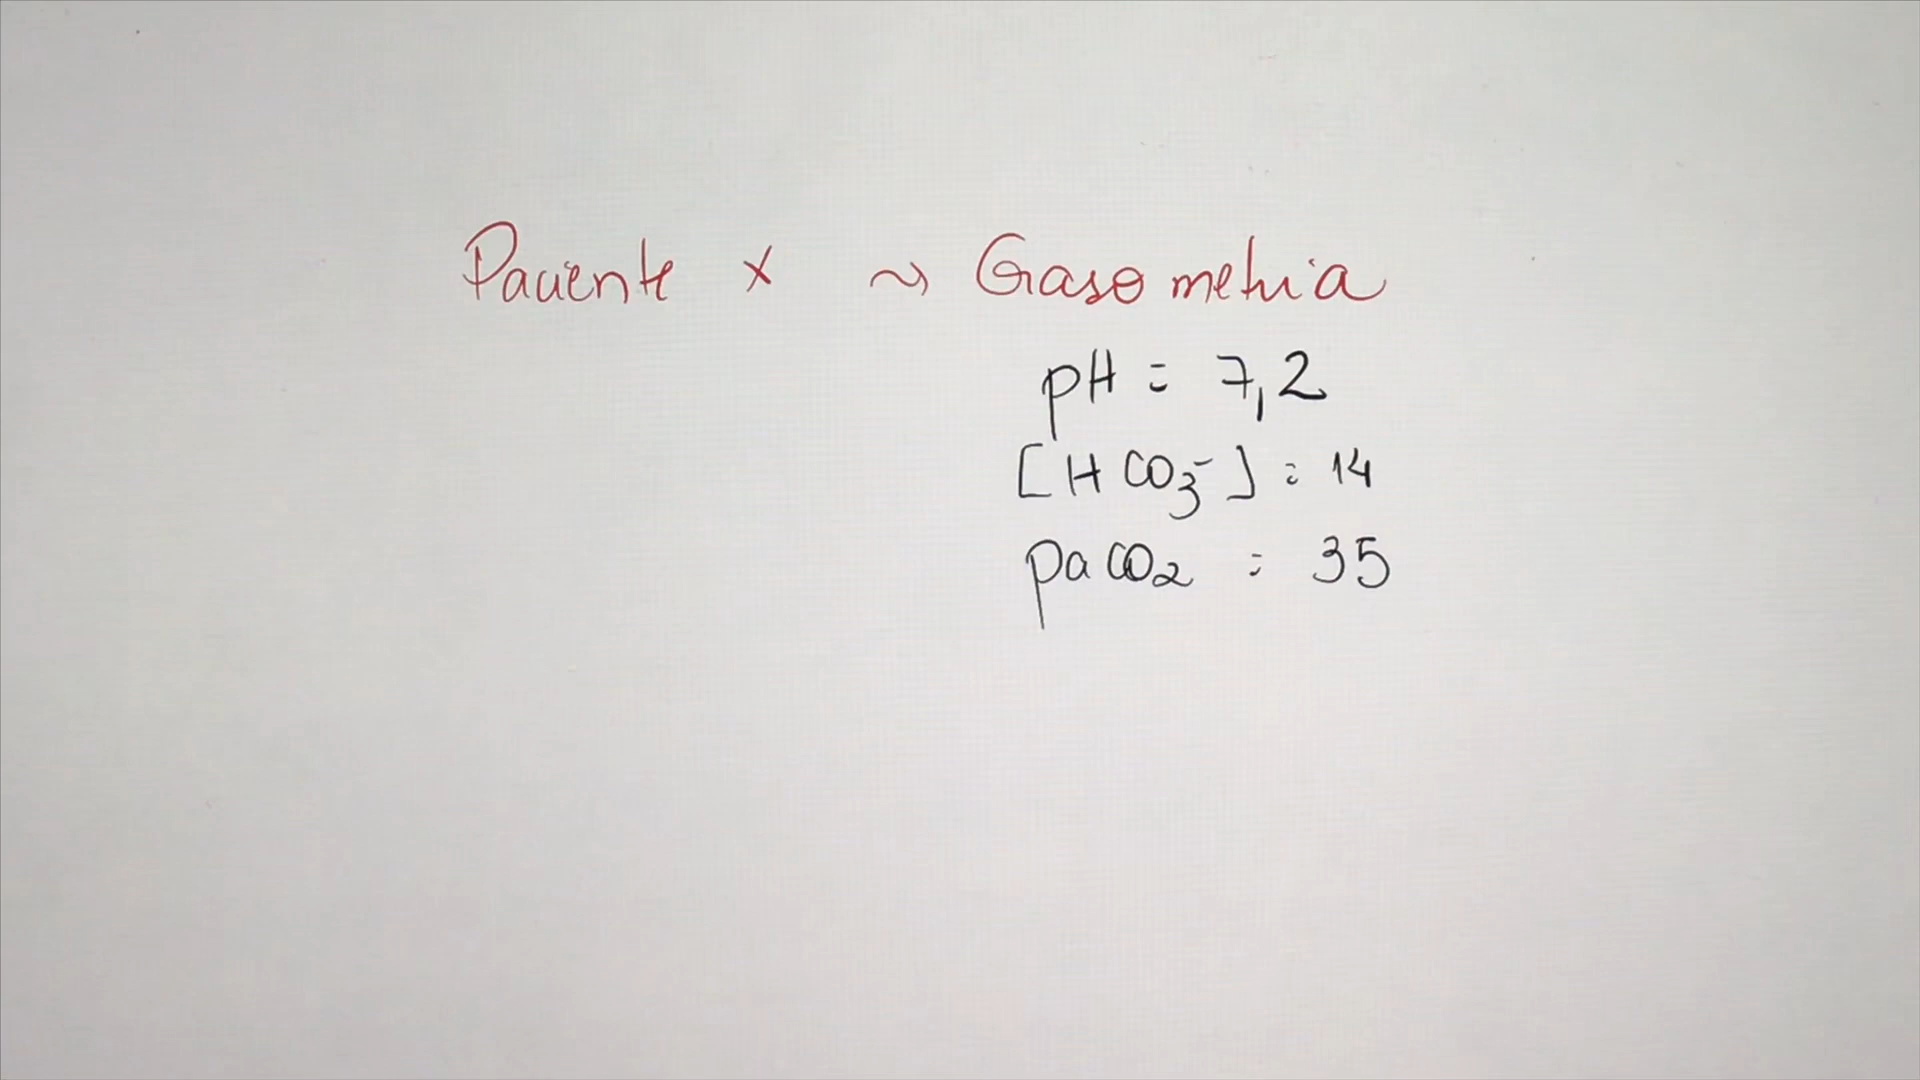 Paciente x ~> Gasometria
pH = 7,2
[HCO3-] = 14
paCO2 = 35